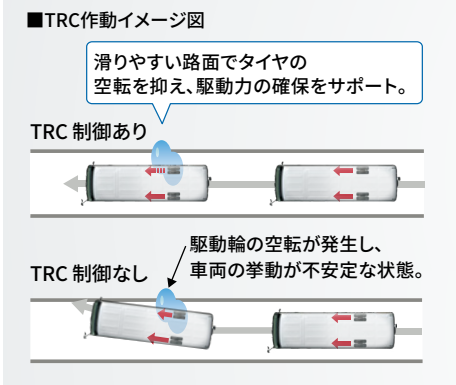 ■TRC作動イメージ図
滑りやすい路面でタイヤの
空転を抑え、駆動力の確保をサポート。
TRC 制御あり
駆動輪の空転が発生し、
車両の挙動が不安定な状態。
TRC 制御なし